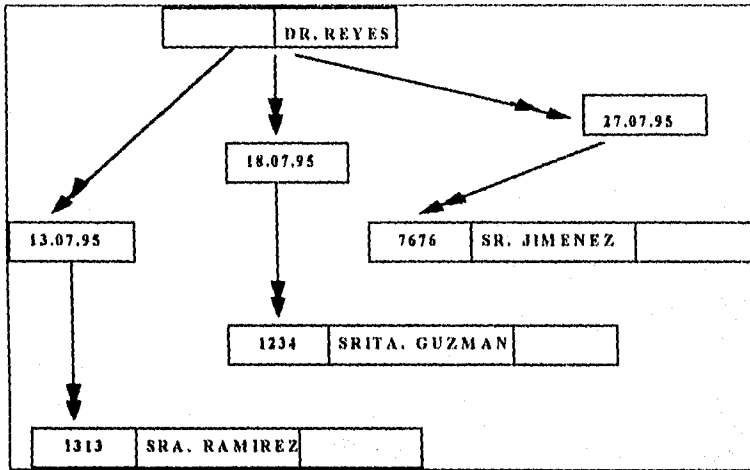 DR. REYES
27.07.95
18.07.95
13.07.95
7676 SR. JIMENEZ
1234 SRITA. GUZMAN
1313 SRA. RAMIREZ